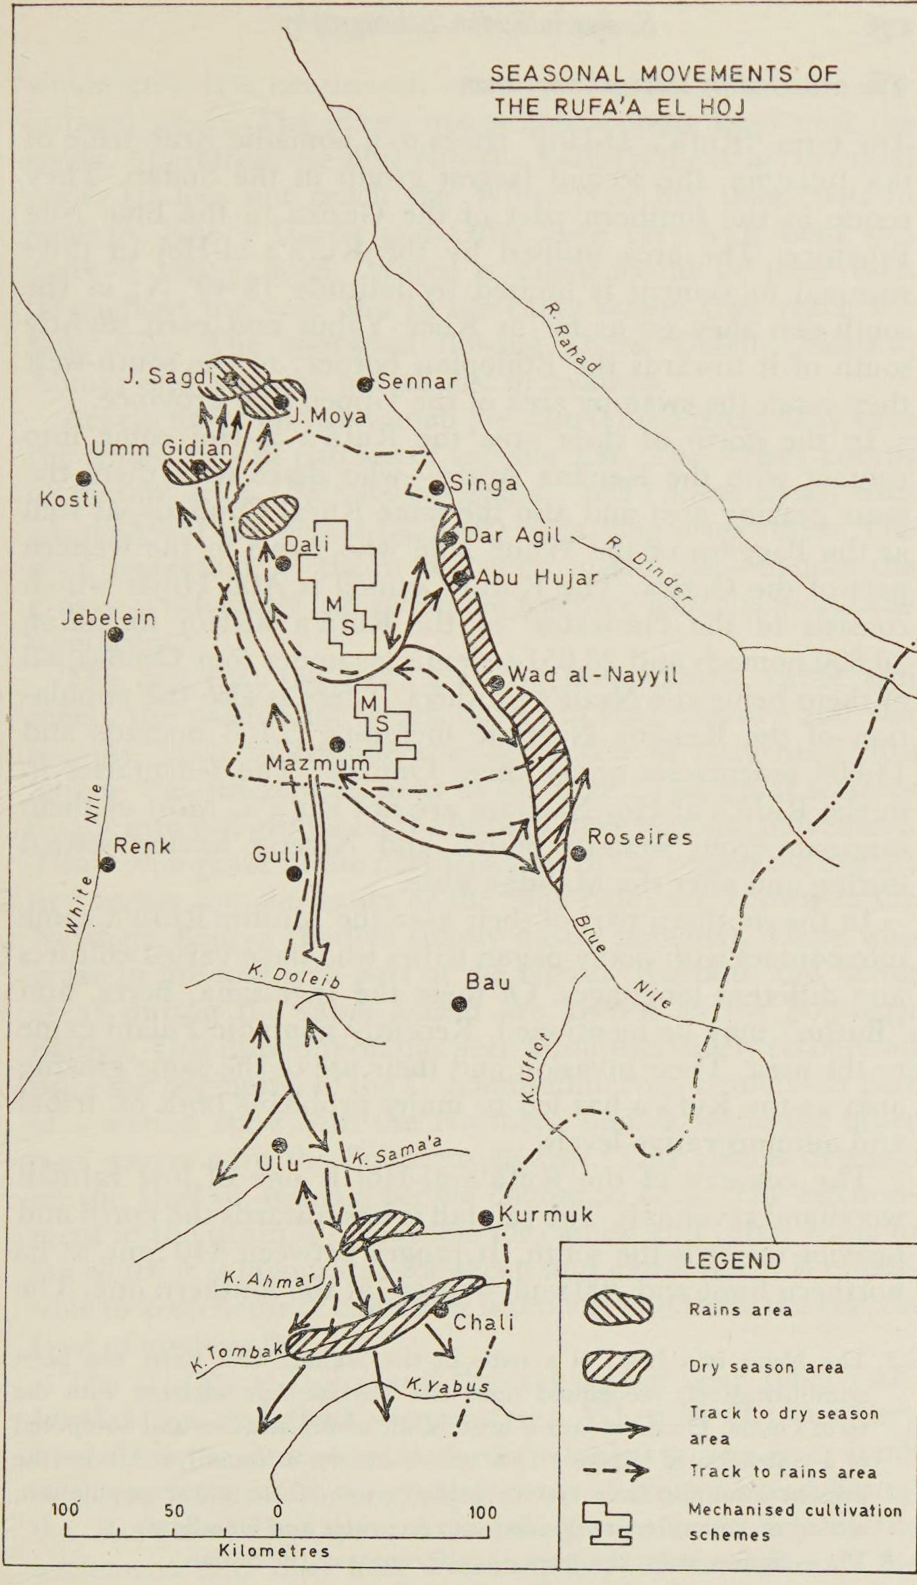 SEASONAL MOVEMENTS OF
THE RUFA'A EL HOJ
R. Rahad
J. Sagdi
Sennar
J. Moya
Umm Gidian
Kosti
Singa
Dar Agil
Dali
R. Dinder
Abu Hujar
M
S
Jebelein
Wad al-Nayyil
M
S
Mazmum
White Nile
Renk
Guli
Roseires
Blue Nile
K. Doleib
Bau
K. Uffot
Ulu
K. Sama'a
Kurmuk
K. Ahmar
Chali
K. Tombak
K. Yabus
LEGEND
Rains area
Dry season area
Track to dry season
area
Track to rains area
Mechanised cultivation
schemes
100 50 0 100
Kilometres